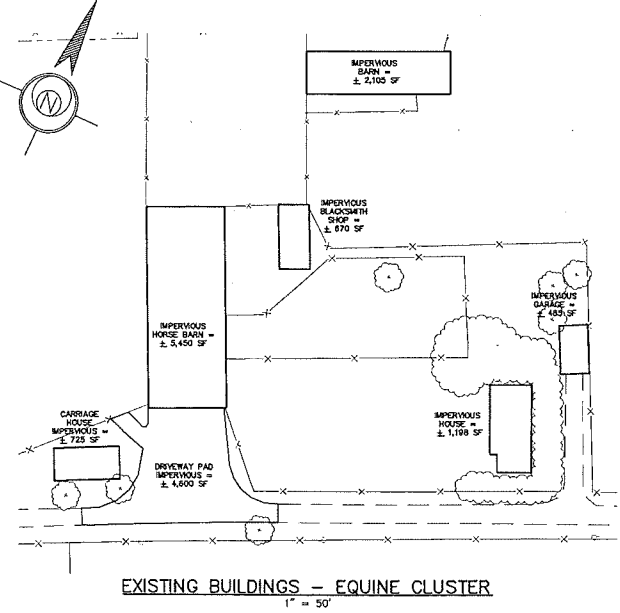 IMPERVIOUS
BARN =
± 2,105 SF
N
IMPERVIOUS
BLACKSMITH
SHOP =
± 670 SF
IMPERVIOUS
GARAGE =
± 485 SF
IMPERVIOUS
HORSE BARN =
± 5,450 SF
CARRIAGE
HOUSE
IMPERVIOUS =
± 725 SF
IMPERVIOUS
HOUSE =
± 1,198 SF
DRIVEWAY PAD
IMPERVIOUS =
± 4,600 SF
EXISTING BUILDINGS – EQUINE CLUSTER
1" = 50'